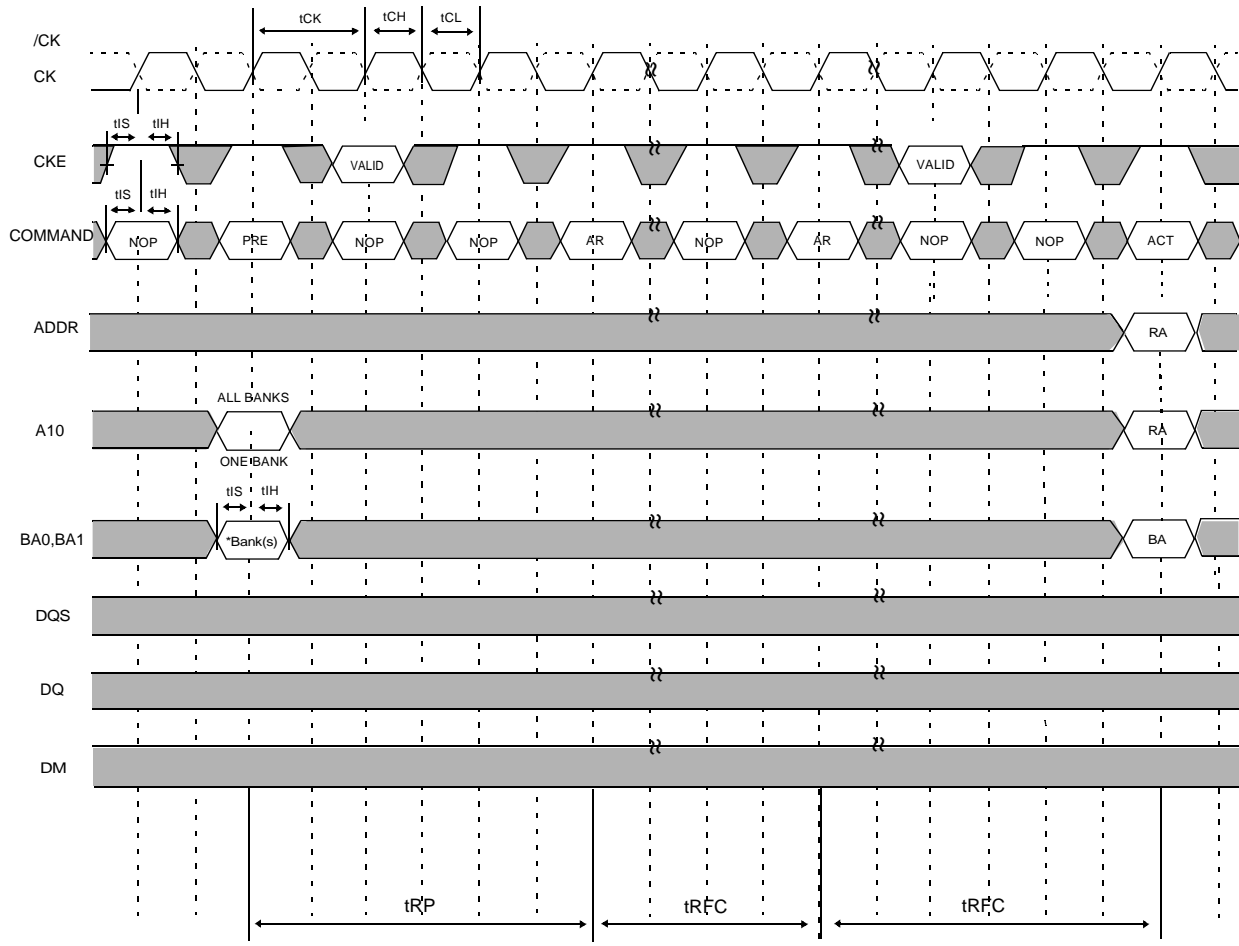 tCK tCH tCL
/CK
CK
tIS tIH
CKE VALID VALID
tIS tIH
COMMAND NOP PRE NOP NOP AR NOP AR NOP NOP ACT
ADDR RA
ALL BANKS
A10 RA
ONE BANK
tIS tIH
BA0,BA1 *Bank(s) BA
DQS
DQ
DM
tRP tRFC tRFC